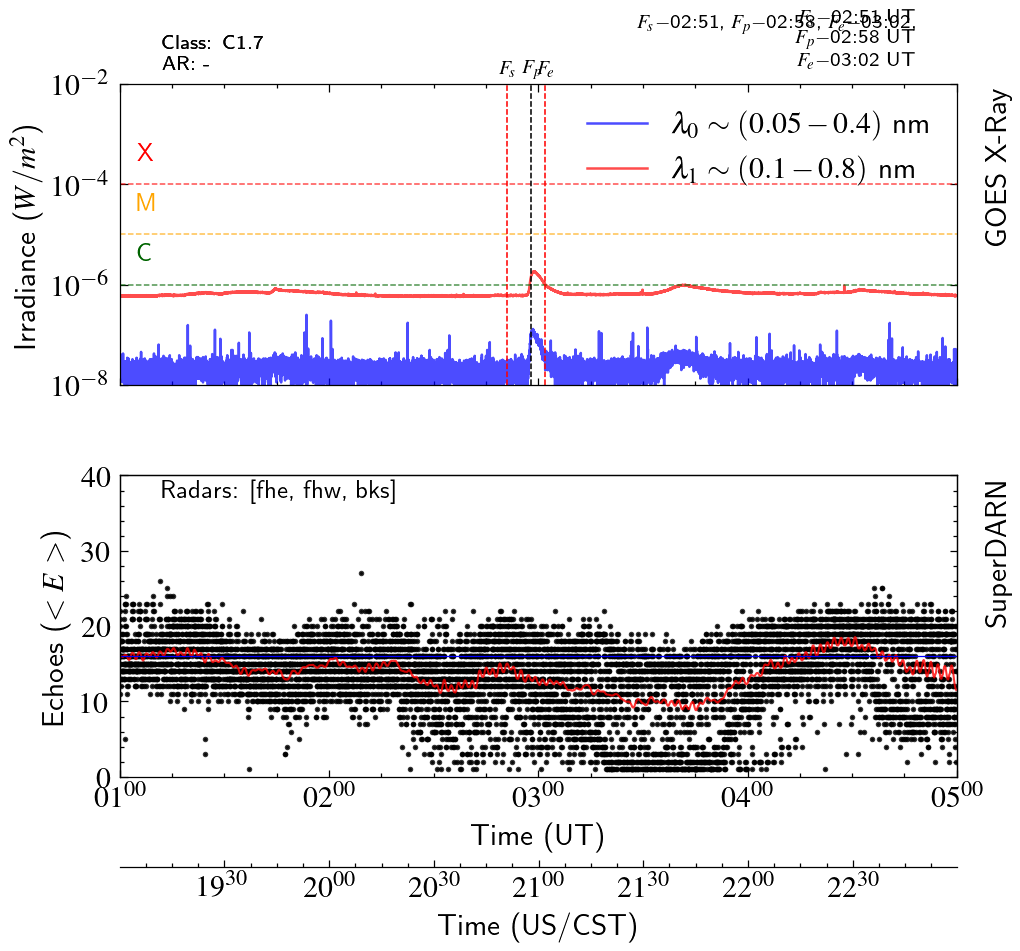 F_s−02:51, F_p−02:58, F_e−03:02
F_s−02:51 UT
F_p−02:58 UT
F_e−03:02 UT
Class: C1.7
AR: -
F_s F_p F_e
10^−2
10^−4
10^−6
10^−8
Irradiance (W/m^2)
X
M
C
λ_0 ∼ (0.05−0.4) nm
λ_1 ∼ (0.1−0.8) nm
GOES X-Ray
Radars: [fhe, fhw, bks]
40
30
20
10
0
Echoes (< E >)
SuperDARN
01^00 02^00 03^00 04^00 05^00
Time (UT)
19^30 20^00 20^30 21^00 21^30 22^00 22^30
Time (US/CST)